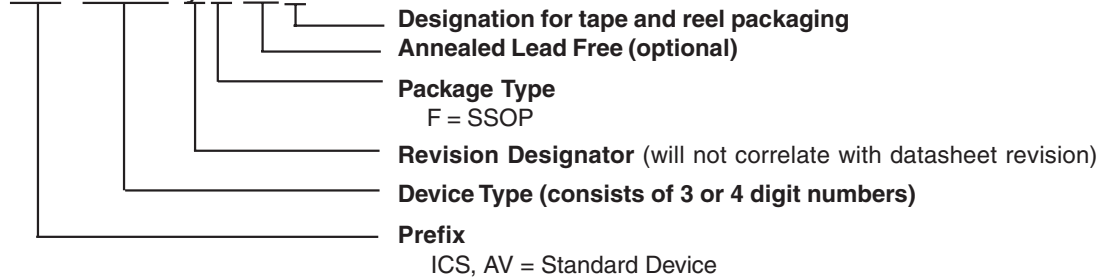 Designation for tape and reel packaging
Annealed Lead Free (optional)
Package Type
F = SSOP
Revision Designator (will not correlate with datasheet revision)
Device Type (consists of 3 or 4 digit numbers)
Prefix
ICS, AV = Standard Device